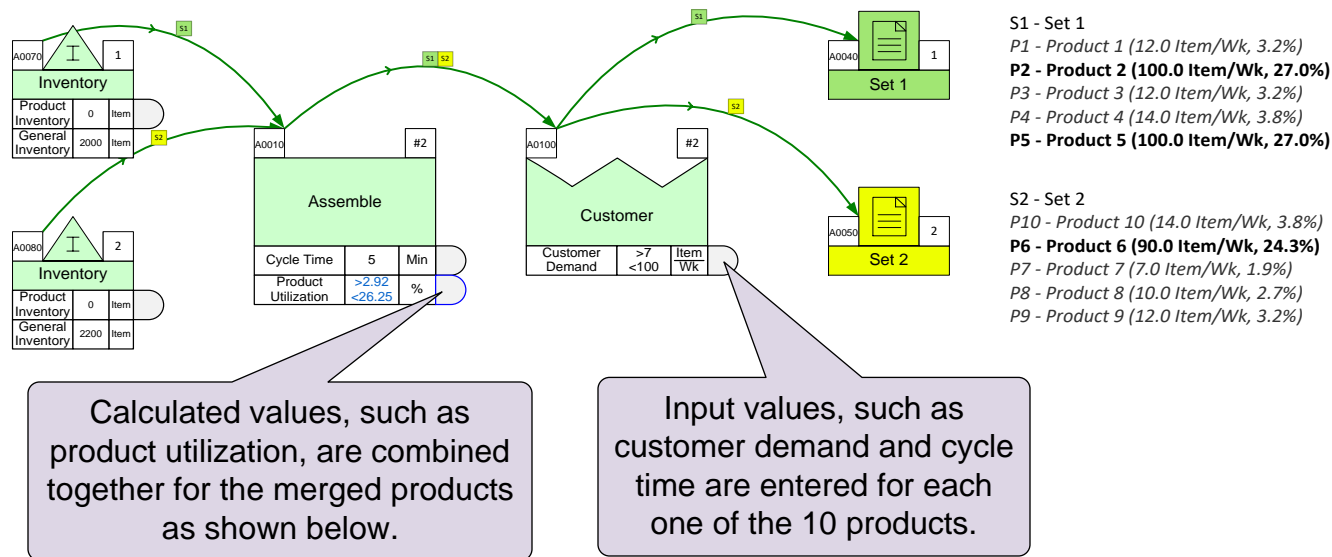 S1
A0070
I
1
Inventory
Product Inventory 0 Item
General Inventory 2000 Item
S2
A0080
I
2
Inventory
Product Inventory 0 Item
General Inventory 2200 Item
A0010
#2
Assemble
Cycle Time 5 Min
Product Utilization >2.92 <26.25 %
S1 S2
A0100
#2
Customer
Customer Demand >7 <100 Item Wk
S1
A0040
1
Set 1
S2
A0050
2
Set 2
S1 - Set 1
P1 - Product 1 (12.0 Item/Wk, 3.2%)
P2 - Product 2 (100.0 Item/Wk, 27.0%)
P3 - Product 3 (12.0 Item/Wk, 3.2%)
P4 - Product 4 (14.0 Item/Wk, 3.8%)
P5 - Product 5 (100.0 Item/Wk, 27.0%)
S2 - Set 2
P10 - Product 10 (14.0 Item/Wk, 3.8%)
P6 - Product 6 (90.0 Item/Wk, 24.3%)
P7 - Product 7 (7.0 Item/Wk, 1.9%)
P8 - Product 8 (10.0 Item/Wk, 2.7%)
P9 - Product 9 (12.0 Item/Wk, 3.2%)
Calculated values, such as
product utilization, are combined
together for the merged products
as shown below.
Input values, such as
customer demand and cycle
time are entered for each
one of the 10 products.